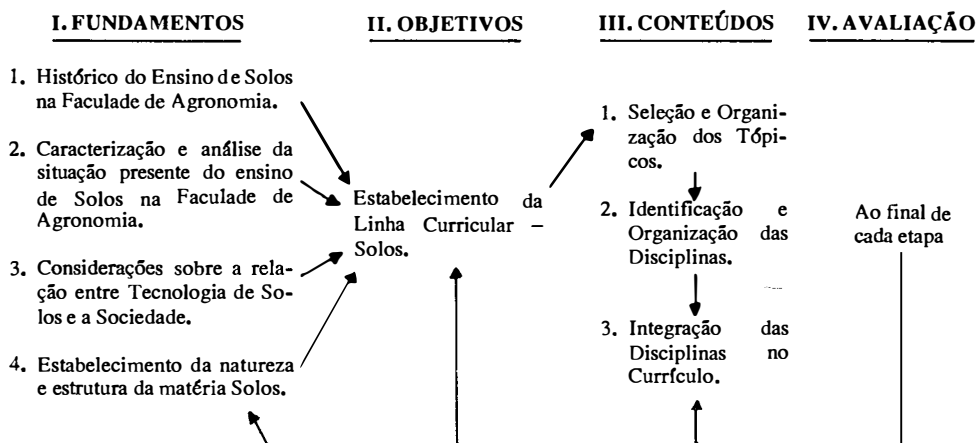 I. FUNDAMENTOS
1. Histórico do Ensino de Solos
na Faculade de Agronomia.
2. Caracterização e análise da
situação presente do ensino
de Solos na Faculdade de
Agronomia.
3. Considerações sobre a rela-
ção entre Tecnologia de So-
los e a Sociedade.
4. Estabelecimento da natureza
e estrutura da matéria Solos.
II. OBJETIVOS
Estabelecimento da
Linha Curricular –
Solos.
III. CONTEÚDOS
1. Seleção e Organi-
zação dos Tópi-
cos.
2. Identificação e
Organização das
Disciplinas.
3. Integração das
Disciplinas no
Currículo.
IV. AVALIAÇÃO
Ao final de
cada etapa